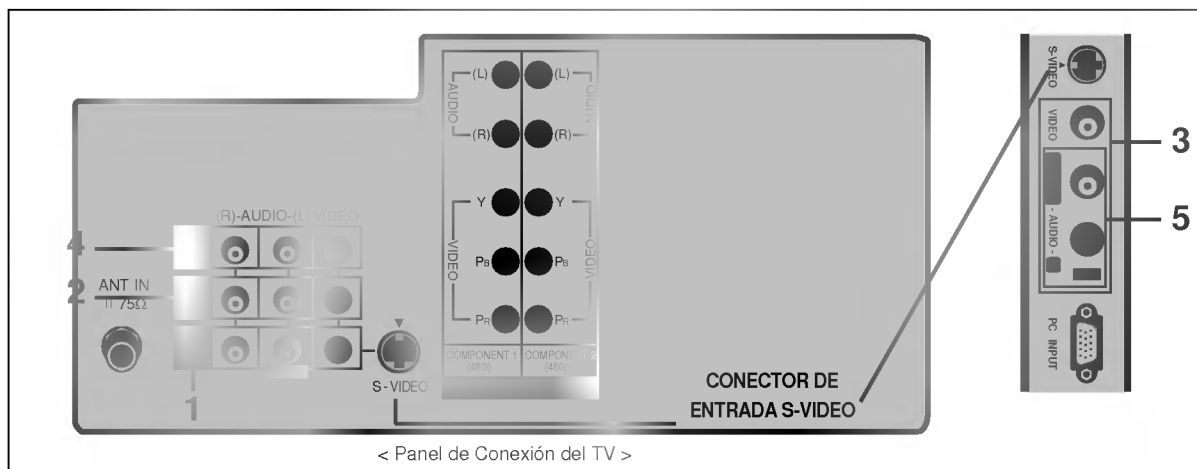 (L)
(L)
AUDIO
AUDIO
(R)
(R)
Y
Y
VIDEO
VIDEO
PB
PB
PR
PR
COMPONENT 1
(480i)
COMPONENT 2
(R)-AUDIO-(L) VIDEO
4
2
ANT IN
75Ω
1
S-VIDEO
CONECTOR DE
ENTRADA S-VIDEO
< Panel de Conexión del TV >
S-VIDEO
VIDEO
3
- AUDIO -
5
PC INPUT